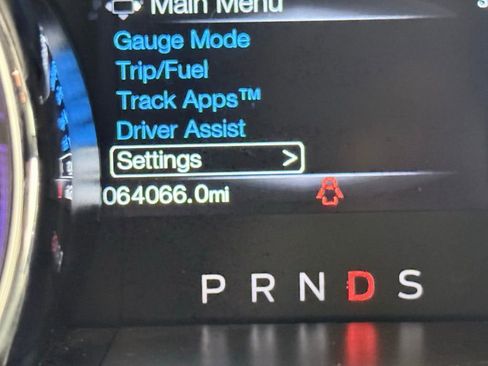 Main Menu
Gauge Mode
Trip/Fuel
Track Apps™
Driver Assist
Settings >
064066.0mi
P R N D S